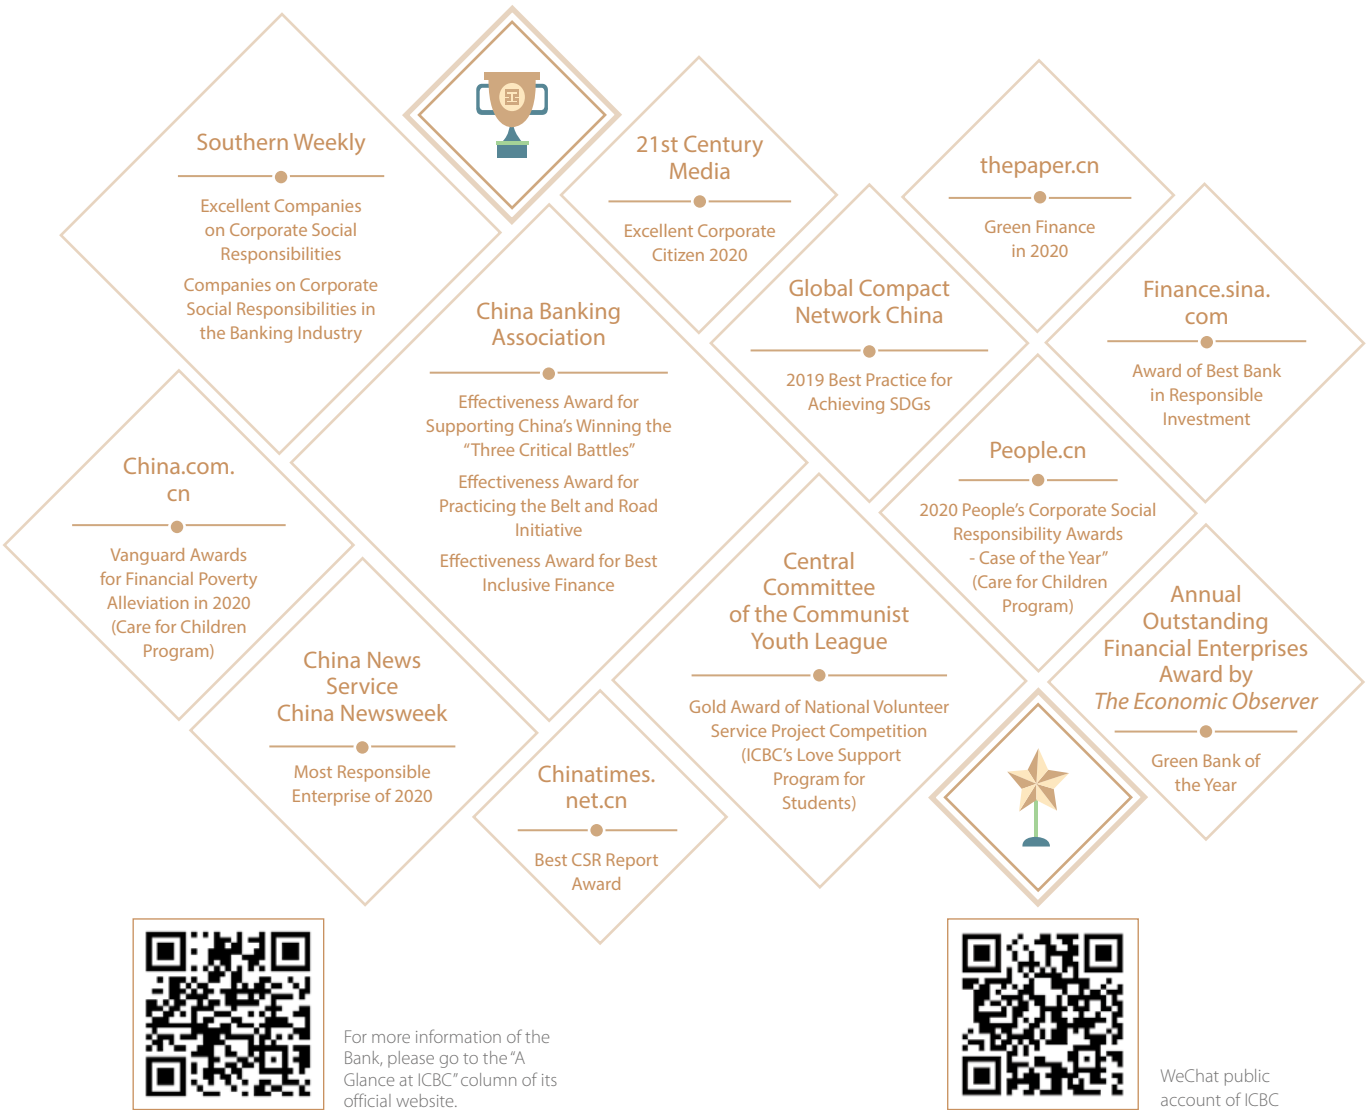 Southern Weekly
Excellent Companies
on Corporate Social
Responsibilities
Companies on Corporate
Social Responsibilities in
the Banking Industry
21st Century
Media
Excellent Corporate
Citizen 2020
thepaper.cn
Green Finance
in 2020
China Banking
Association
Effectiveness Award for
Supporting China’s Winning the
“Three Critical Battles”
Effectiveness Award for
Practicing the Belt and Road
Initiative
Effectiveness Award for Best
Inclusive Finance
Global Compact
Network China
2019 Best Practice for
Achieving SDGs
Finance.sina.
com
Award of Best Bank
in Responsible
Investment
China.com.
cn
Vanguard Awards
for Financial Poverty
Alleviation in 2020
(Care for Children
Program)
People.cn
2020 People’s Corporate Social
Responsibility Awards
- Case of the Year”
(Care for Children
Program)
Central
Committee
of the Communist
Youth League
Gold Award of National Volunteer
Service Project Competition
(ICBC’s Love Support
Program for
Students)
Annual
Outstanding
Financial Enterprises
Award by
The Economic Observer
Green Bank of
the Year
China News
Service
China Newsweek
Most Responsible
Enterprise of 2020
Chinatimes.
net.cn
Best CSR Report
Award
For more information of the
Bank, please go to the “A
Glance at ICBC” column of its
official website.
WeChat public
account of ICBC